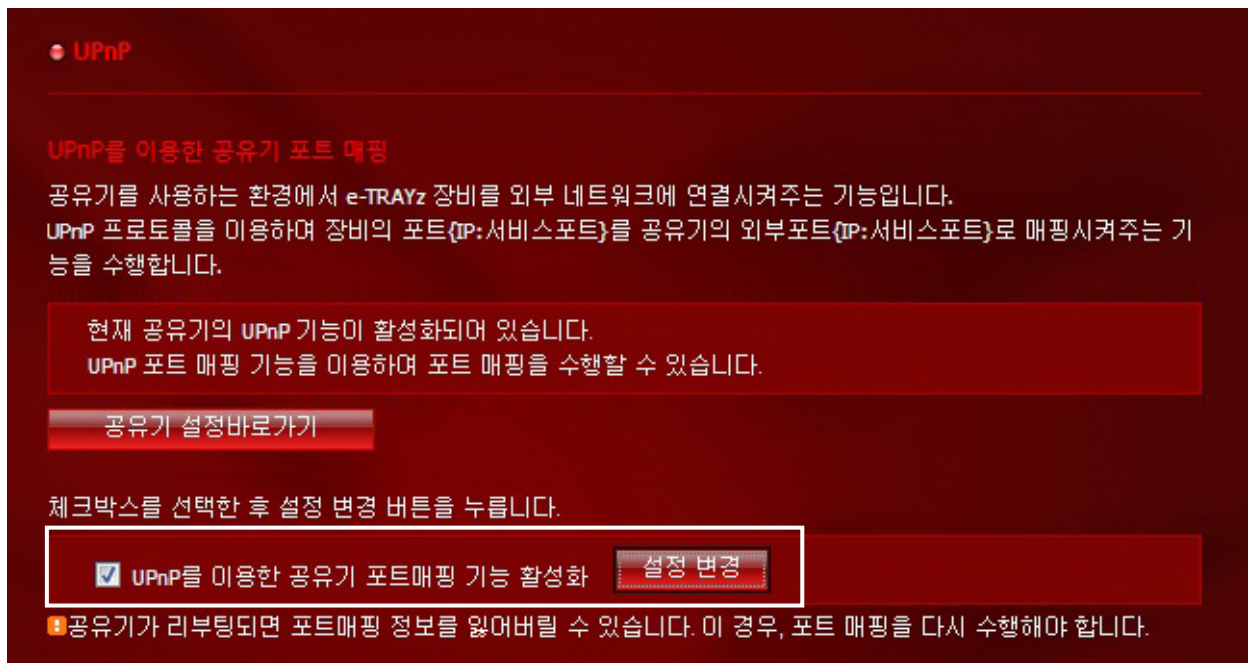 UPnP
UPnP를 이용한 공유기 포트 매핑
공유기를 사용하는 환경에서 e-TRAYz 장비를 외부 네트워크에 연결시켜주는 기능입니다.
UPnP 프로토콜을 이용하여 장비의 포트{IP:서비스포트}를 공유기의 외부포트{IP:서비스포트}로 매핑시켜주는 기
능을 수행합니다.
현재 공유기의 UPnP 기능이 활성화되어 있습니다.
UPnP 포트 매핑 기능을 이용하여 포트 매핑을 수행할 수 있습니다.
공유기 설정바로가기
체크박스를 선택한 후 설정 변경 버튼을 누릅니다.
UPnP를 이용한 공유기 포트매핑 기능 활성화 설정 변경
공유기가 리부팅되면 포트매핑 정보를 잃어버릴 수 있습니다. 이 경우, 포트 매핑을 다시 수행해야 합니다.